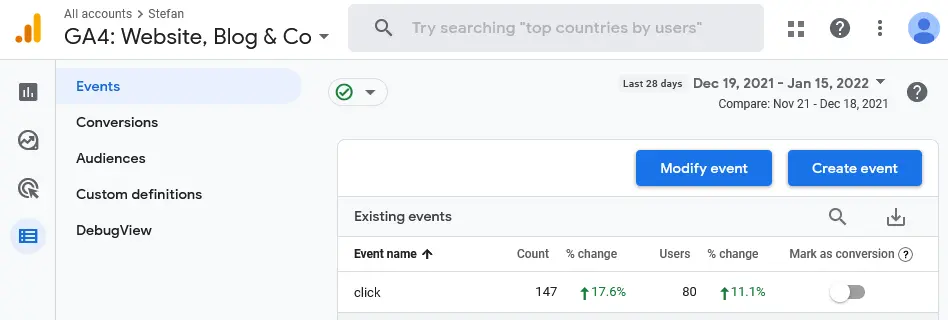 All accounts > Stefan
GA4: Website, Blog & Co
Try searching "top countries by users"
Events
Conversions
Audiences
Custom definitions
DebugView
Last 28 days Dec 19, 2021 - Jan 15, 2022
Compare: Nov 21 - Dec 18, 2021
Modify event Create event
Existing events
Event name Count % change Users % change Mark as conversion
click 147 17.6% 80 11.1%